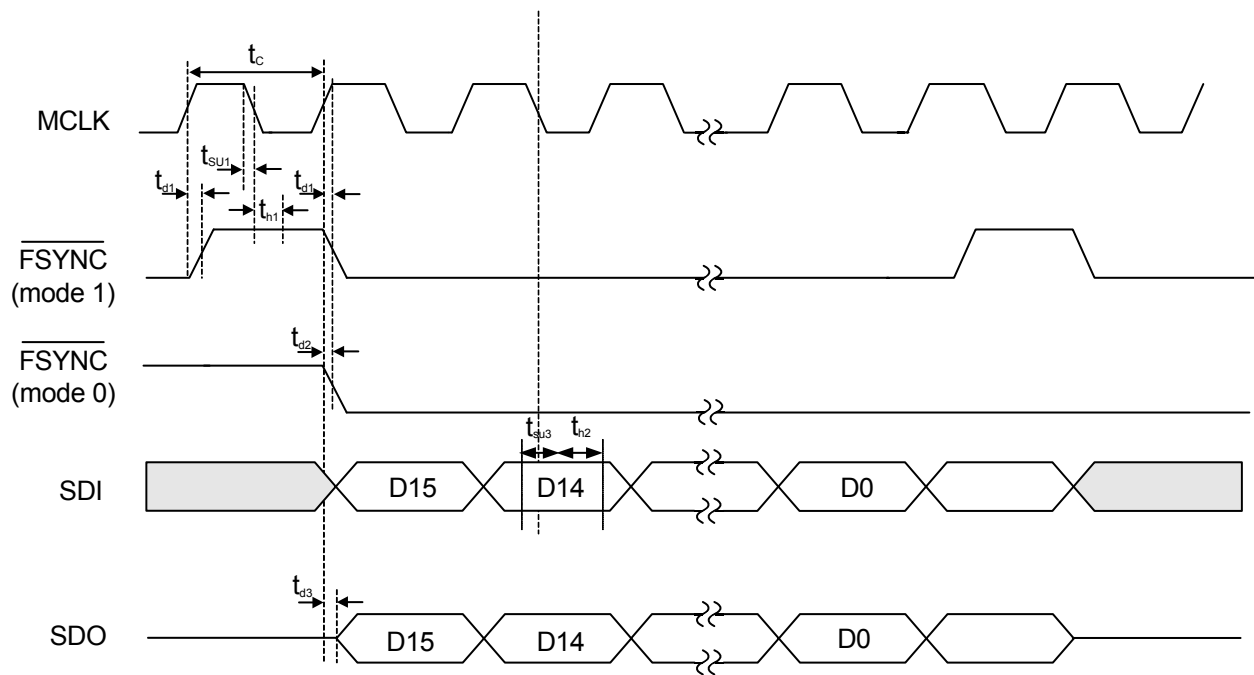 tC
MCLK
tSU1
td1
td1
th1
FSYNC
(mode 1)
td2
FSYNC
(mode 0)
tsu3
th2
SDI
D15
D14
D0
td3
SDO
D15
D14
D0